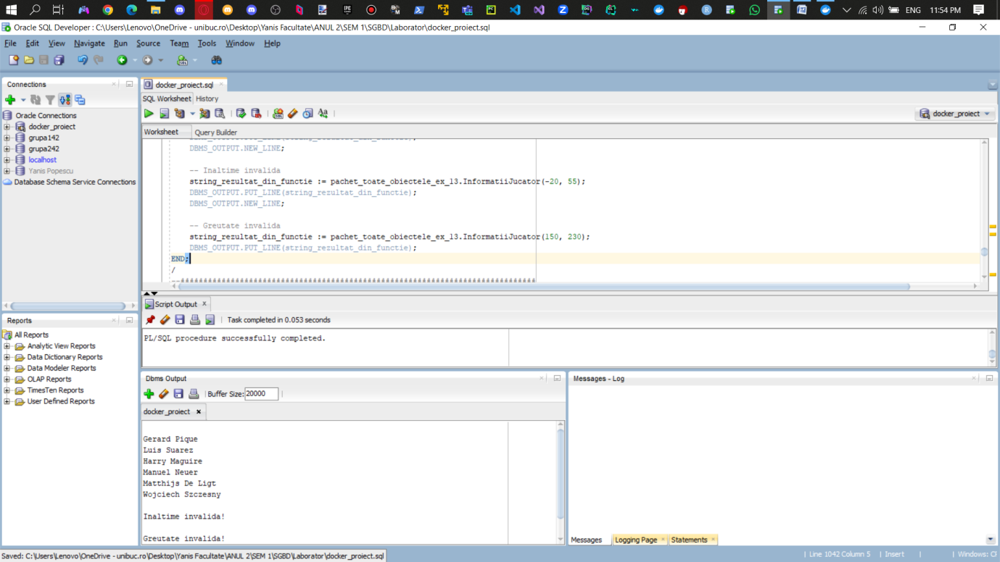 ENG 11:54 PM
Oracle SQL Developer : C:\Users\Lenovo\OneDrive - unibuc.ro\Desktop\Yanis Facultate\ANUL 2\SEM 1\SGBD\Laborator\docker_proiect.sql
File Edit View Navigate Run Source Team Tools Window Help
Connections
Oracle Connections
docker_proiect
grupa142
grupa242
localhost
Yanis Popescu
Database Schema Service Connections
Reports
All Reports
Analytic View Reports
Data Dictionary Reports
Data Modeler Reports
OLAP Reports
TimesTen Reports
User Defined Reports
docker_proiect.sql
SQL Worksheet History
docker_proiect
Worksheet Query Builder
DBMS_OUTPUT.NEW_LINE;
-- Inaltime invalida
string_rezultat_din_functie := pachet_toate_obiectele_ex_13.InformatiiJucator(-20, 55);
DBMS_OUTPUT.PUT_LINE(string_rezultat_din_functie);
DBMS_OUTPUT.NEW_LINE;
-- Greutate invalida
string_rezultat_din_functie := pachet_toate_obiectele_ex_13.InformatiiJucator(150, 230);
DBMS_OUTPUT.PUT_LINE(string_rezultat_din_functie);
END;
/
Script Output
Task completed in 0.053 seconds
PL/SQL procedure successfully completed.
Dbms Output
Buffer Size: 20000
docker_proiect
Gerard Pique
Luis Suarez
Harry Maguire
Manuel Neuer
Matthijs De Ligt
Wojciech Szczesny
Inaltime invalida!
Greutate invalida!
Messages - Log
Messages Logging Page Statements
Saved: C:\Users\Lenovo\OneDrive - unibuc.ro\Desktop\Yanis Facultate\ANUL 2\SEM 1\SGBD\Laborator\docker_proiect.sql
Line 1042 Column 5 Insert Windows: Cf